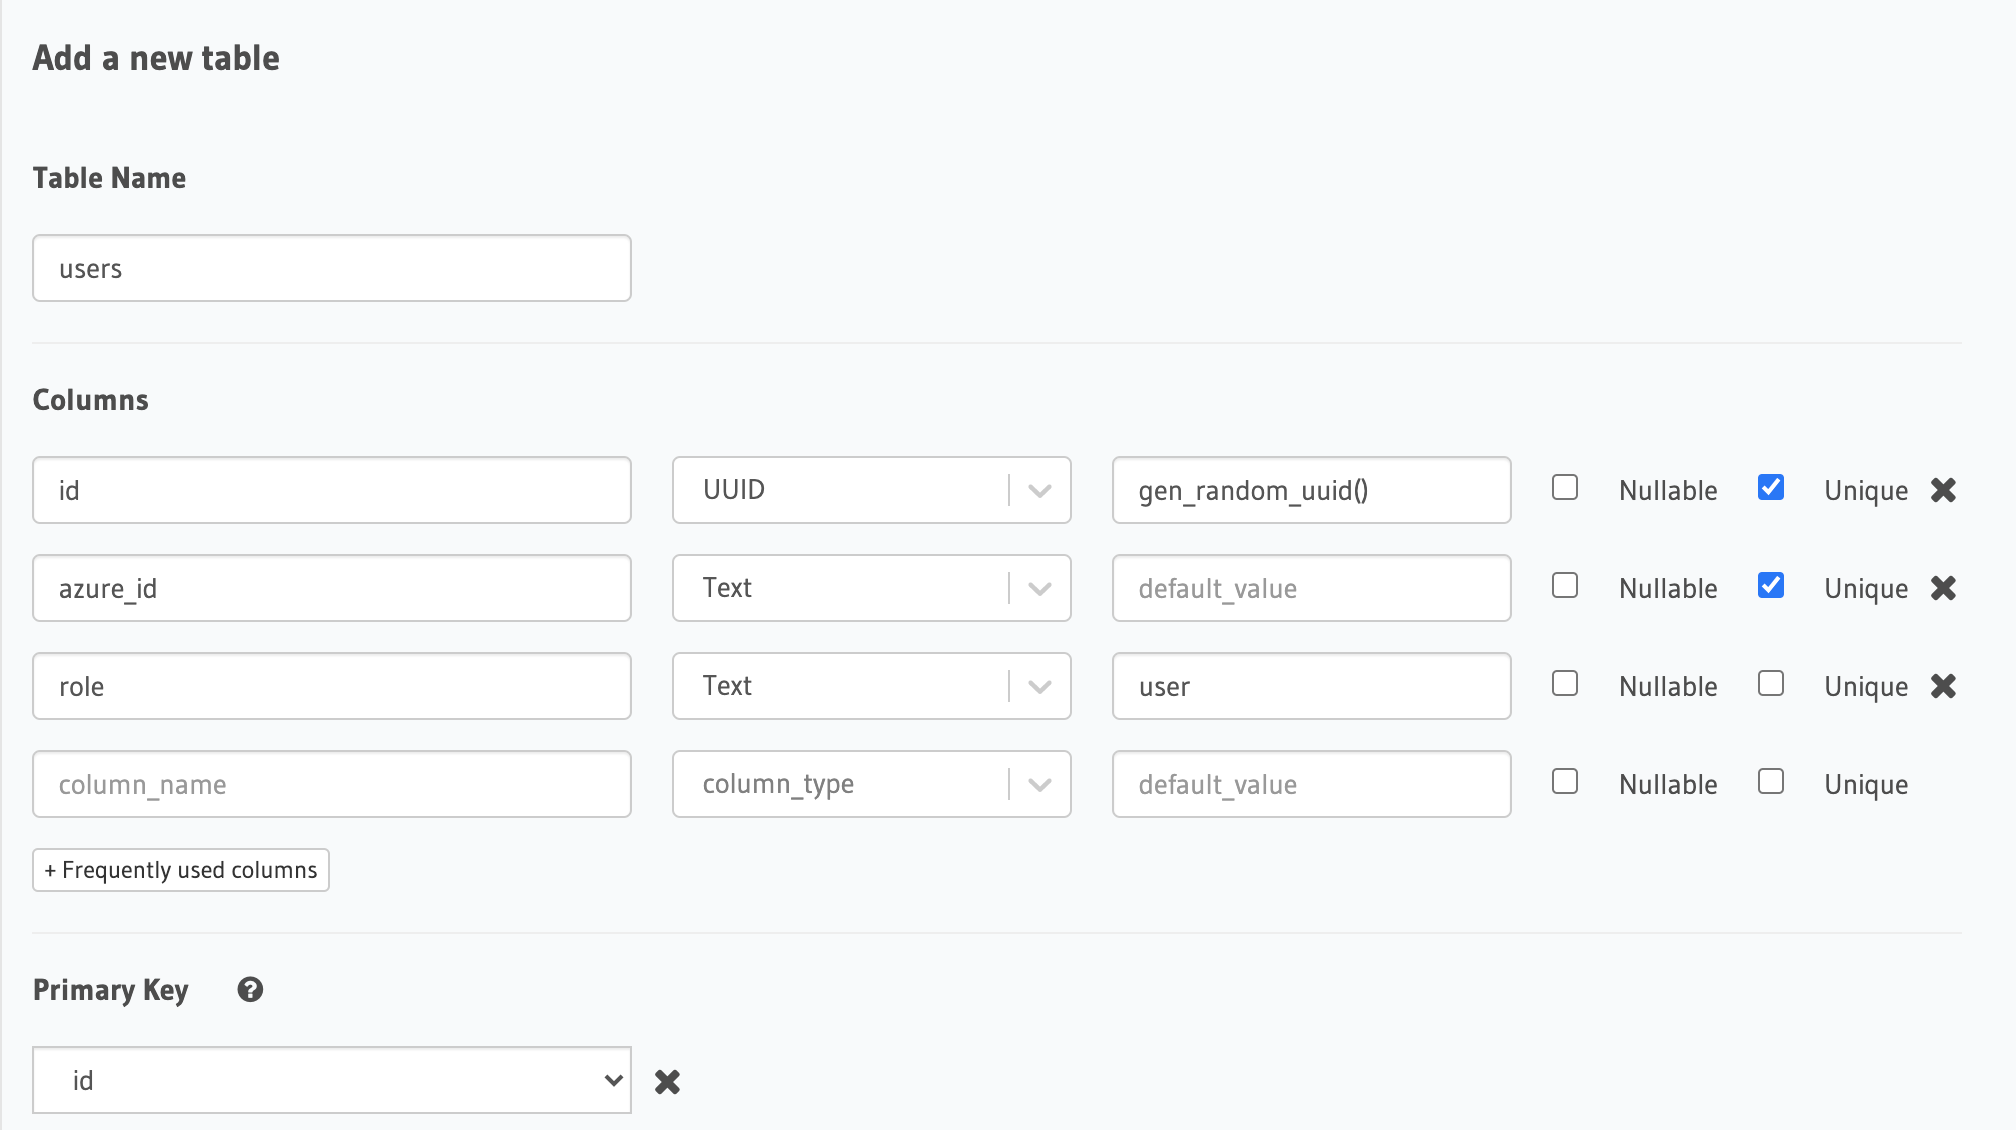 Add a new table
Table Name
users
Columns
id UUID gen_random_uuid() Nullable Unique
azure_id Text default_value Nullable Unique
role Text user Nullable Unique
column_name column_type default_value Nullable Unique
+ Frequently used columns
Primary Key ?
id